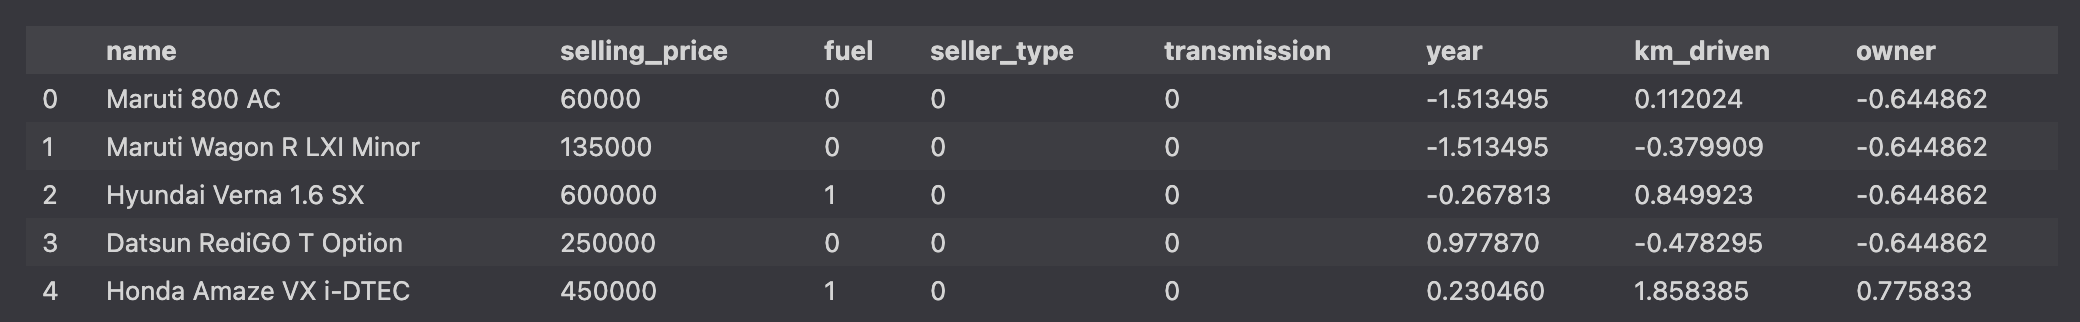 name selling_price fuel seller_type transmission year km_driven owner
0 Maruti 800 AC 60000 0 0 0 -1.513495 0.112024 -0.644862
1 Maruti Wagon R LXI Minor 135000 0 0 0 -1.513495 -0.379909 -0.644862
2 Hyundai Verna 1.6 SX 600000 1 0 0 -0.267813 0.849923 -0.644862
3 Datsun RediGO T Option 250000 0 0 0 0.977870 -0.478295 -0.644862
4 Honda Amaze VX i-DTEC 450000 1 0 0 0.230460 1.858385 0.775833